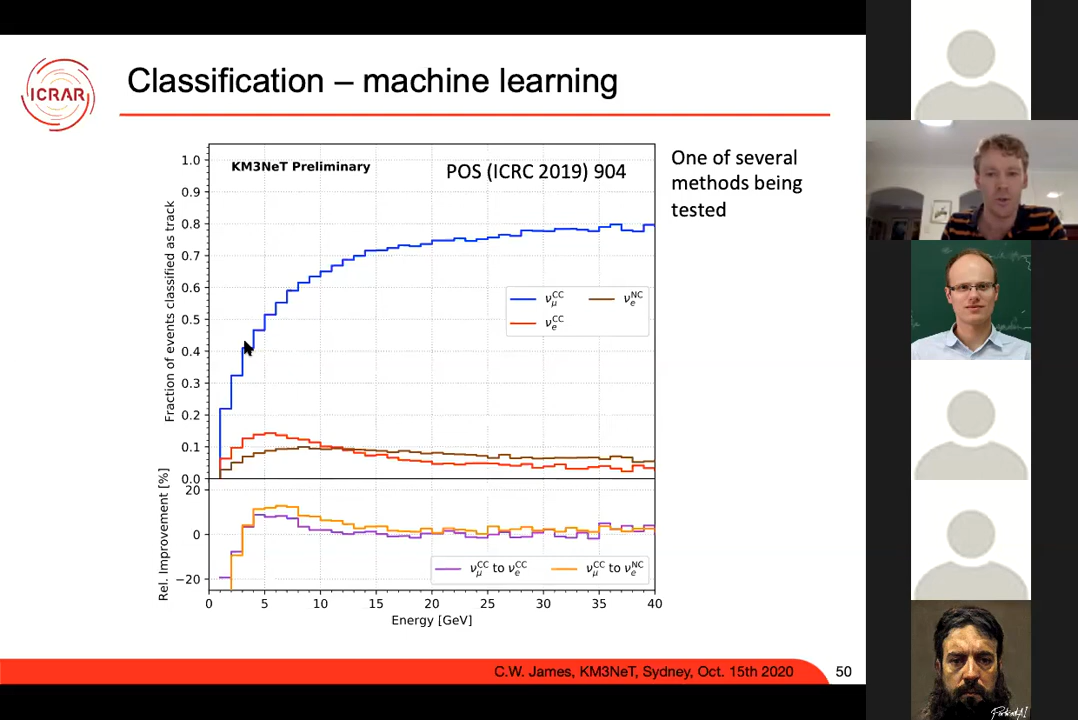 ICRAR
Classification – machine learning
KM3NeT Preliminary
POS (ICRC 2019) 904
One of several
methods being
tested
Fraction of events classified as track
1.0
0.9
0.8
0.7
0.6
0.5
0.4
0.3
0.2
0.1
0.0
ν_μ^CC
ν_e^NC
ν_e^CC
Rel. Improvement [%]
20
0
−20
ν_μ^CC to ν_e^CC
ν_μ^CC to ν_e^NC
0 5 10 15 20 25 30 35 40
Energy [GeV]
C.W. James, KM3NeT, Sydney, Oct. 15th 2020
50